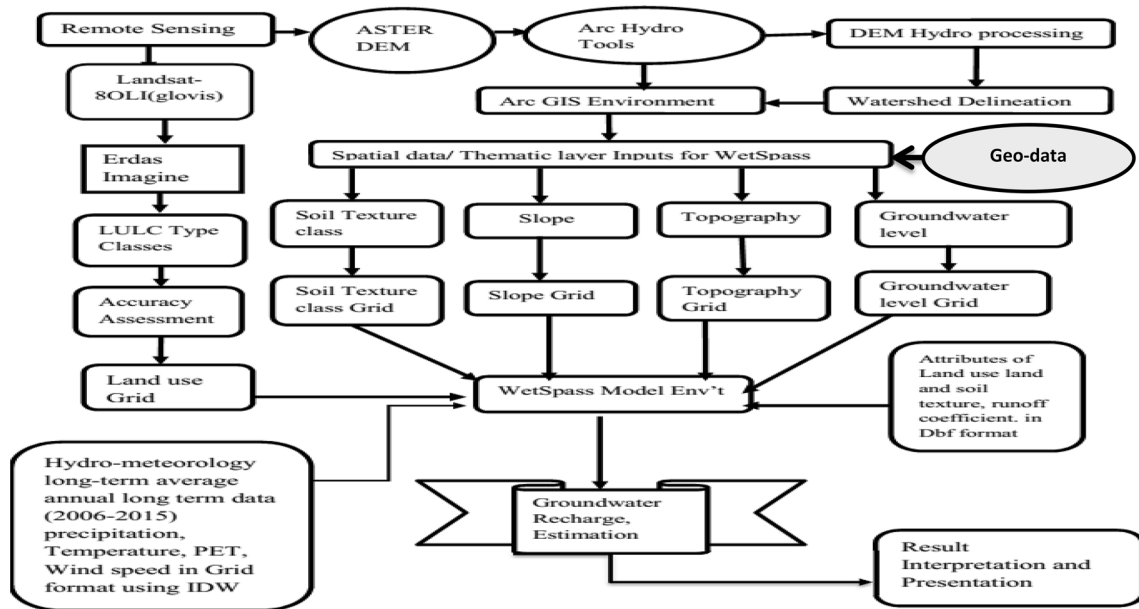 Remote Sensing
ASTER
DEM
Arc Hydro
Tools
DEM Hydro processing
Landsat-
8OLI(glovis)
Arc GIS Environment
Watershed Delineation
Erdas
Imagine
Spatial data/ Thematic layer Inputs for WetSpass
Geo-data
LULC Type
Classes
Soil Texture
class
Slope
Topography
Groundwater
level
Accuracy
Assessment
Soil Texture
class Grid
Slope Grid
Topography
Grid
Groundwater
level Grid
Land use
Grid
WetSpass Model Env't
Attributes of
Land use land
and soil
texture, runoff
coefficient. in
Dbf format
Hydro-meteorology
long-term average
annual long term data
(2006-2015)
precipitation,
Temperature, PET,
Wind speed in Grid
format using IDW
Groundwater
Recharge,
Estimation
Result
Interpretation and
Presentation